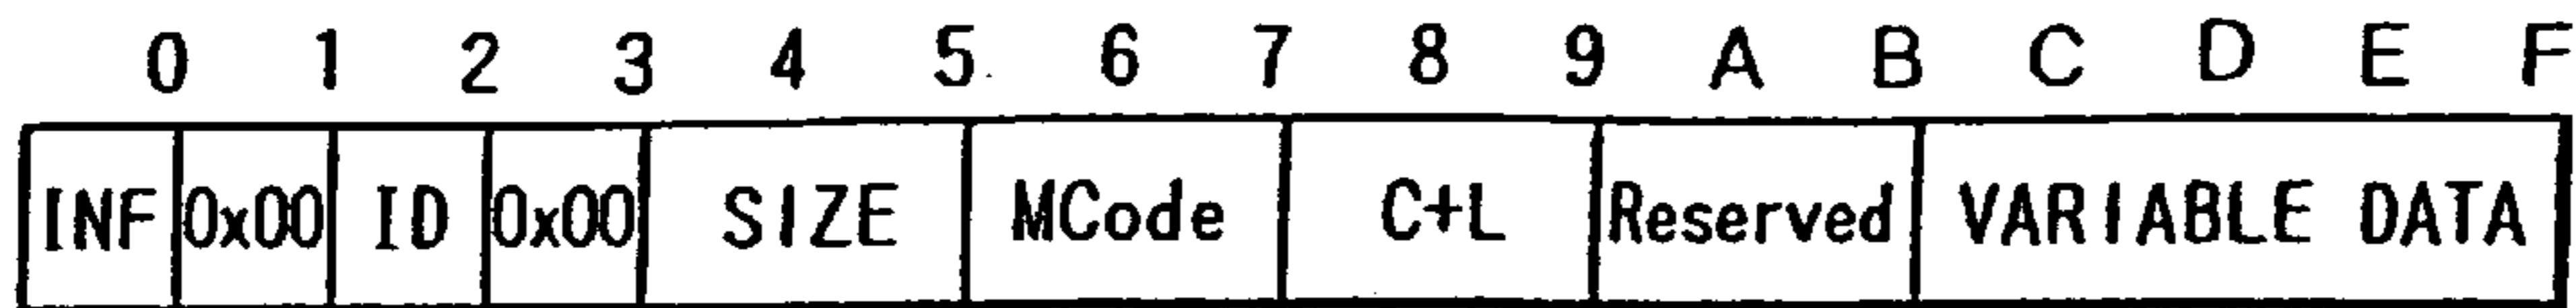 0 1 2 3 4 5 6 7 8 9 A B C D E F
INF 0x00 ID 0x00 SIZE MCode C+L Reserved VARIABLE DATA